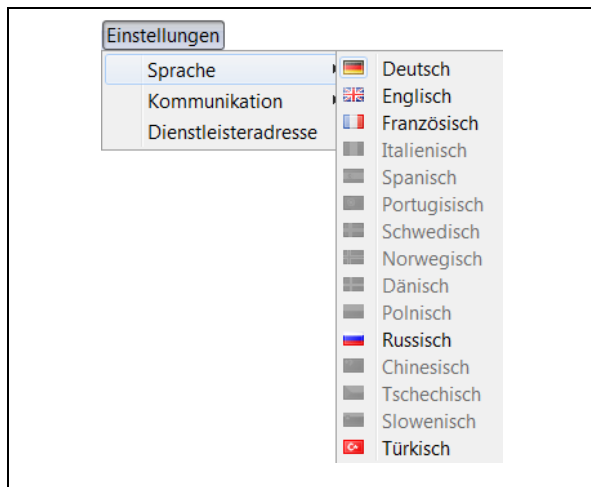 Einstellungen
Sprache
Kommunikation
Dienstleisteradresse
Deutsch
Englisch
Französisch
Italienisch
Spanisch
Portugisisch
Schwedisch
Norwegisch
Dänisch
Polnisch
Russisch
Chinesisch
Tschechisch
Slowenisch
Türkisch